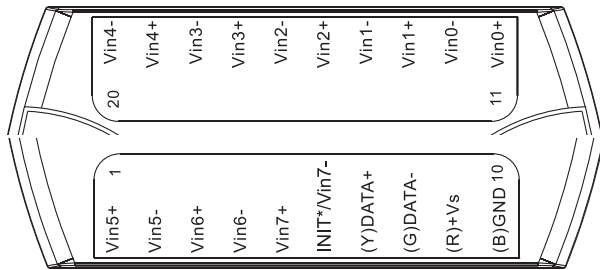 Vin4-
Vin4+
Vin3-
Vin3+
Vin2-
Vin2+
Vin1-
Vin1+
Vin0-
Vin0+
20
11
1
10
Vin5+
Vin5-
Vin6+
Vin6-
Vin7+
INIT*/Vin7-
(Y)DATA+
(G)DATA-
(R)+Vs
(B)GND